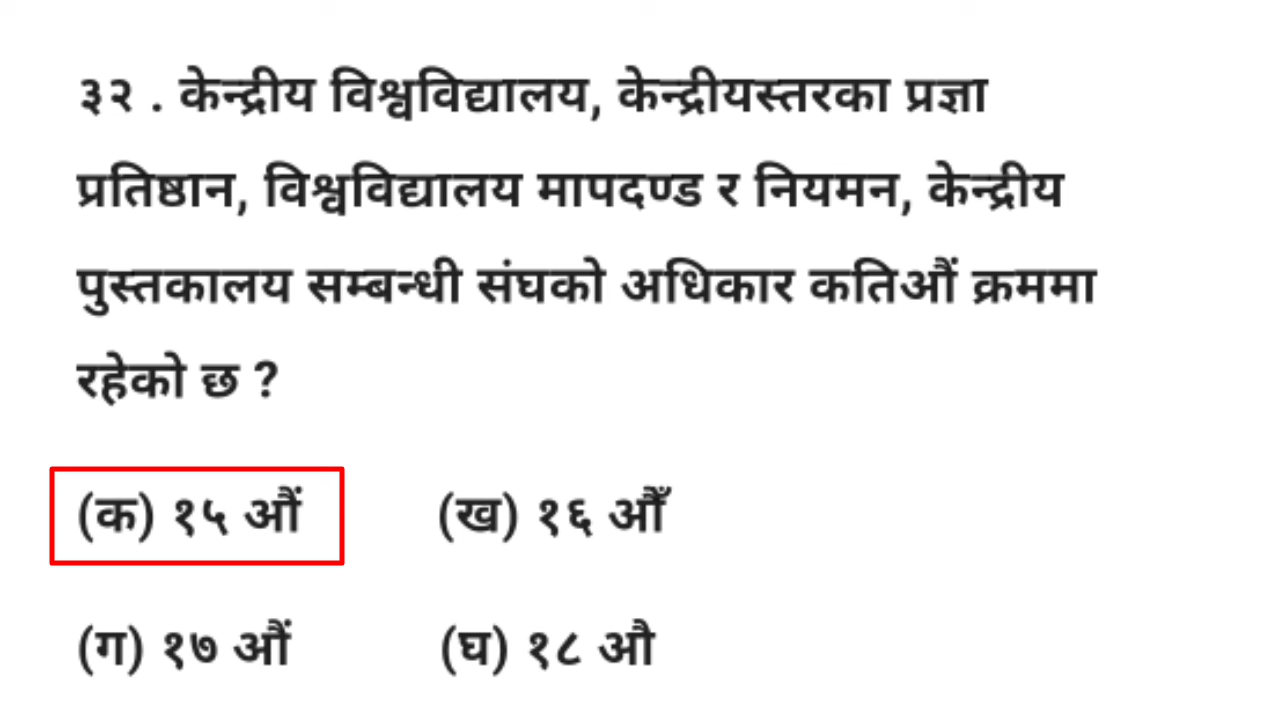 ३२ . केन्द्रीय विश्वविद्यालय, केन्द्रीयस्तरका प्रज्ञा
प्रतिष्ठान, विश्वविद्यालय मापदण्ड र नियमन, केन्द्रीय
पुस्तकालय सम्बन्धी संघको अधिकार कतिऔं क्रममा
रहेको छ ?
(क) १५ औं (ख) १६ औँ
(ग) १७ औं (घ) १८ औ